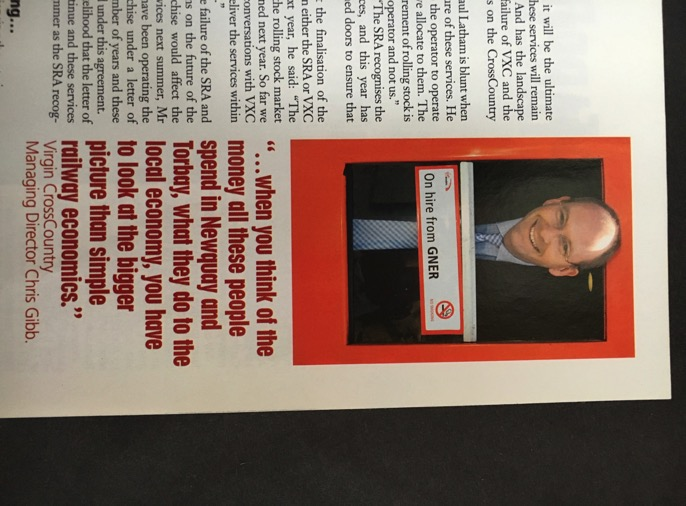 it will be the ultimate
hese services will remain
And has the landscape
failure of VXC and the
s on the CrossCountry
aul Latham is blunt when
re of these services. He
the operator to operate
e allocate to them. The
rement of rolling stock is
operator and not us.”
“The SRA recognises the
ces, and this year has
ed doors to ensure that
the finalisation of the
n either the SRA or VXC
xt year, he said: “The
he rolling stock market
ned next year. So far we
onversations with VXC
eliver the services within
”
e failure of the SRA and
ns on the future of the
chise would affect the
vices next summer, Mr
have been operating the
chise under a letter of
mber of years and these
l under this agreement.
elihood that the letter of
tinue and these services
mmer as the SRA recog-
On hire from GNER
NO SMOKING
“ ...when you think of the
money all these people
spend in Newquay and
Torbay, what they do to the
local economy, you have
to look at the bigger
picture than simple
railway economics.”
Virgin CrossCountry
Managing Director Chris Gibb.
ng...